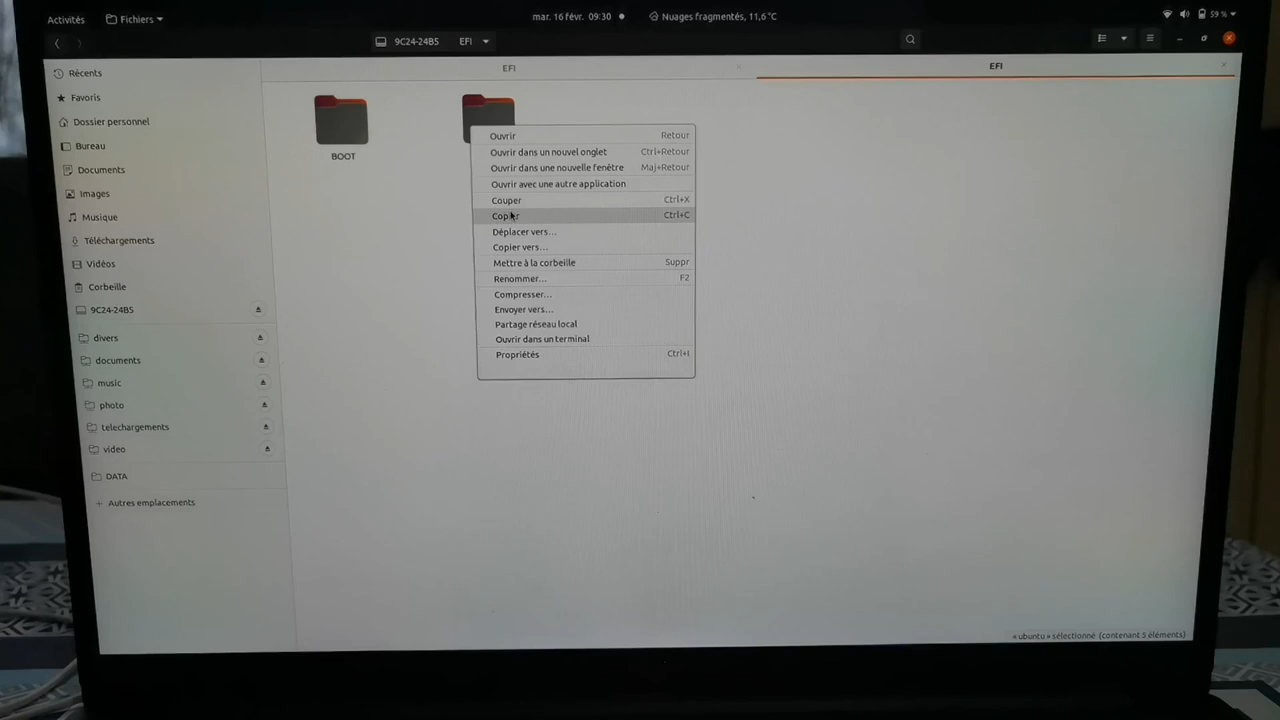 Activités
Fichiers
mar. 16 févr. 09:30
Nuages fragmentés, 11,6 °C
59 %
9C24-24B5
EFI
EFI
EFI
Récents
Favoris
Dossier personnel
Bureau
Documents
Images
Musique
Téléchargements
Vidéos
Corbeille
9C24-24B5
divers
documents
music
photo
telechargements
video
DATA
+ Autres emplacements
BOOT
Ouvrir Retour
Ouvrir dans un nouvel onglet Ctrl+Retour
Ouvrir dans une nouvelle fenêtre Maj+Retour
Ouvrir avec une autre application
Couper Ctrl+X
Copier Ctrl+C
Déplacer vers…
Copier vers…
Mettre à la corbeille Suppr
Renommer… F2
Compresser…
Envoyer vers…
Partage réseau local
Ouvrir dans un terminal
Propriétés Ctrl+I
« ubuntu » sélectionné (contenant 5 éléments)